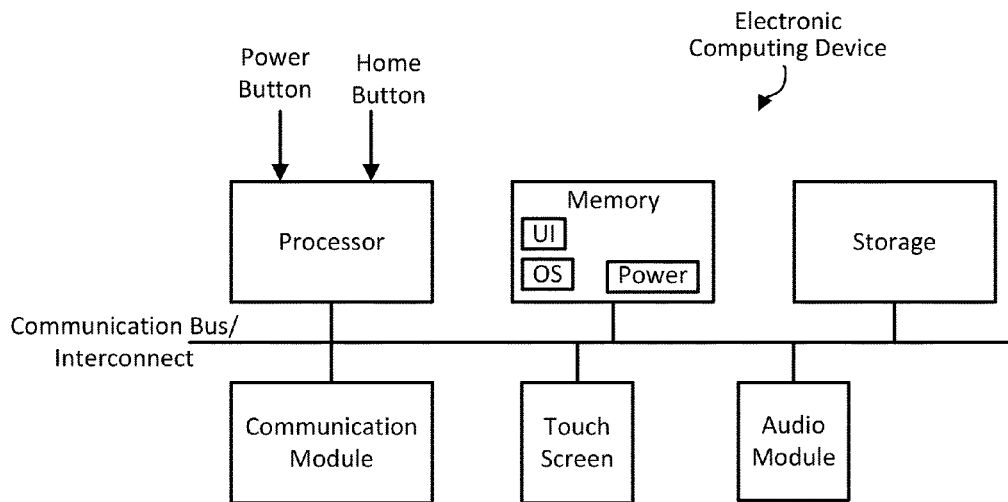 Electronic
Computing Device
Power
Button
Home
Button
Processor
Memory
UI
OS
Power
Storage
Communication Bus/
Interconnect
Communication
Module
Touch
Screen
Audio
Module